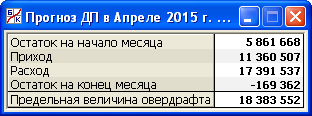 Прогноз ДП в Апреле 2015 г. ...
Остаток на начало месяца 5 861 668
Приход 11 360 507
Расход 17 391 537
Остаток на конец месяца -169 362
Предельная величина овердрафта 18 383 552